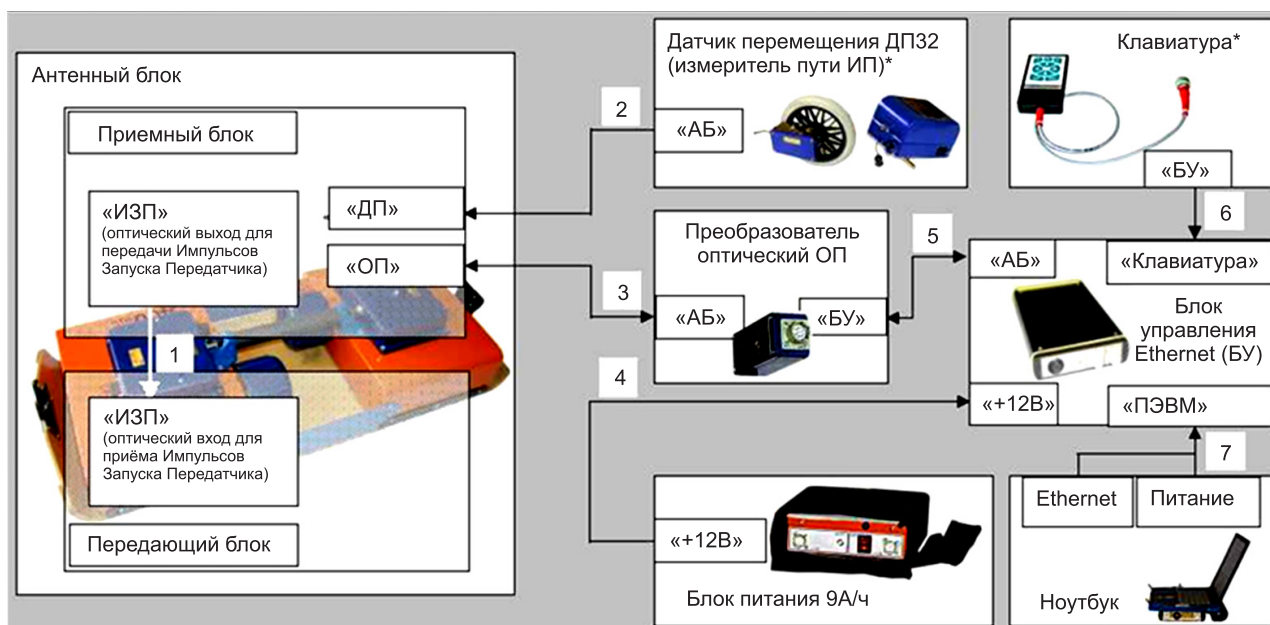 Антенный блок
Приемный блок
«ИЗП»
(оптический выход для
передачи Импульсов
Запуска Передатчика)
«ДП»
«ОП»
1
«ИЗП»
(оптический вход для
приёма Импульсов
Запуска Передатчика)
Передающий блок
2
3
4
Датчик перемещения ДП32
(измеритель пути ИП)*
«АБ»
Преобразователь
оптический ОП
«АБ»
«БУ»
5
«+12В»
Блок питания 9А/ч
Клавиатура*
«БУ»
6
«АБ»
«Клавиатура»
Блок
управления
Ethernet (БУ)
«+12В»
«ПЭВМ»
7
Ethernet
Питание
Ноутбук